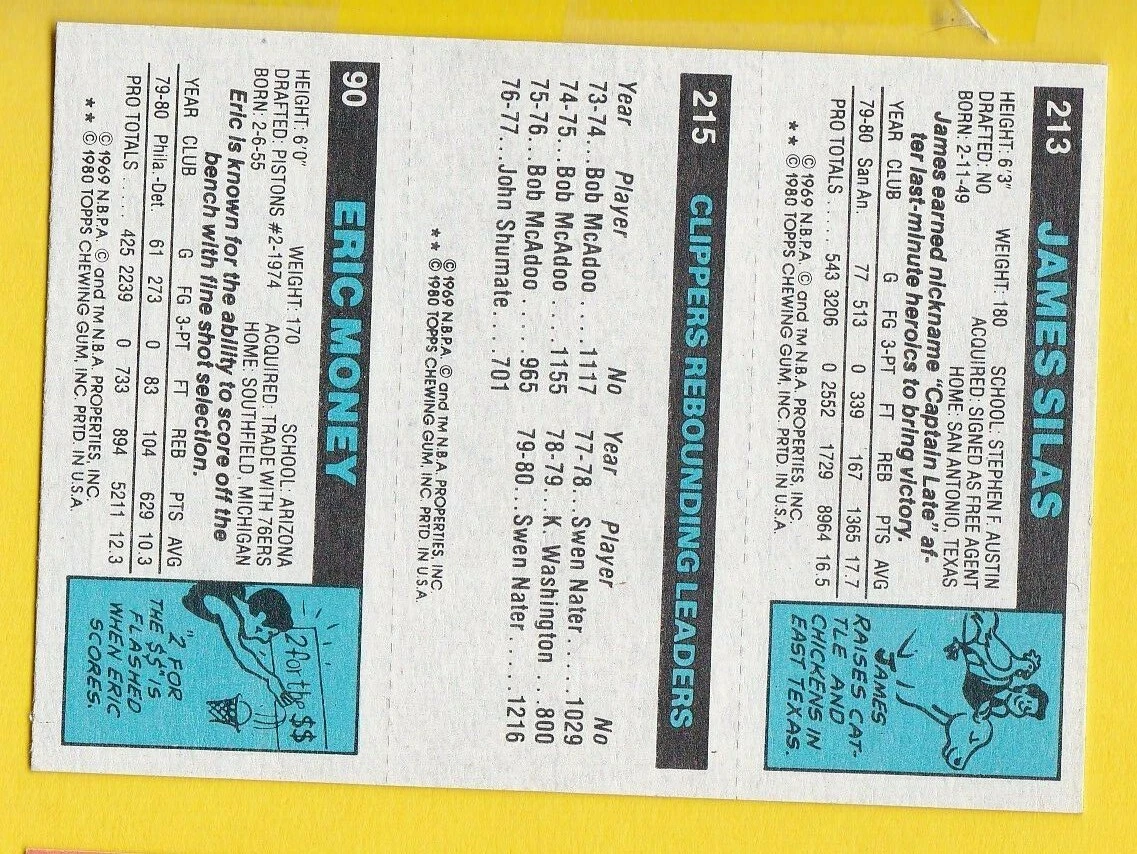 213 JAMES SILAS
HEIGHT: 6'3" WEIGHT: 180 SCHOOL: STEPHEN F. AUSTIN
DRAFTED: NO ACQUIRED: SIGNED AS FREE AGENT
BORN: 2-11-49 HOME: SAN ANTONIO, TEXAS
James earned nickname "Captain Late" af-
ter last-minute heroics to bring victory.
YEAR CLUB G FG 3-PT FT REB PTS AVG
79-80 San An. 77 513 0 339 167 1365 17.7
PRO TOTALS ..... 543 3206 0 2552 1729 8964 16.5
© 1969 N.B.P.A. © and TM N.B.A. PROPERTIES, INC.
** © 1980 TOPPS CHEWING GUM, INC. PRTD. IN U.S.A.
JAMES
RAISES CAT-
TLE AND
CHICKENS IN
EAST TEXAS.
215 CLIPPERS REBOUNDING LEADERS
Year Player No Year Player No
73-74...Bob McAdoo ....1117 77-78...Swen Nater.....1029
74-75...Bob McAdoo ....1155 78-79...K. Washington ..800
75-76...Bob McAdoo .....965 79-80...Swen Nater.....1216
76-77...John Shumate.....701
© 1969 N.B.P.A. © and TM N.B.A. PROPERTIES, INC.
** © 1980 TOPPS CHEWING GUM, INC. PRTD. IN U.S.A.
90 ERIC MONEY
HEIGHT: 6'0" WEIGHT: 170 SCHOOL: ARIZONA
DRAFTED: PISTONS #2-1974 ACQUIRED: TRADE WITH 76ERS
BORN: 2-6-55 HOME: SOUTHFIELD, MICHIGAN
Eric is known for the ability to score off the
bench with fine shot selection.
YEAR CLUB G FG 3-PT FT REB PTS AVG
79-80 Phila.-Det. 61 273 0 83 104 629 10.3
PRO TOTALS ..... 425 2239 0 733 894 5211 12.3
© 1969 N.B.P.A. © and TM N.B.A. PROPERTIES, INC.
** © 1980 TOPPS CHEWING GUM, INC. PRTD. IN U.S.A.
2 for the $$
"2 FOR
THE $$" IS
FLASHED
WHEN ERIC
SCORES.